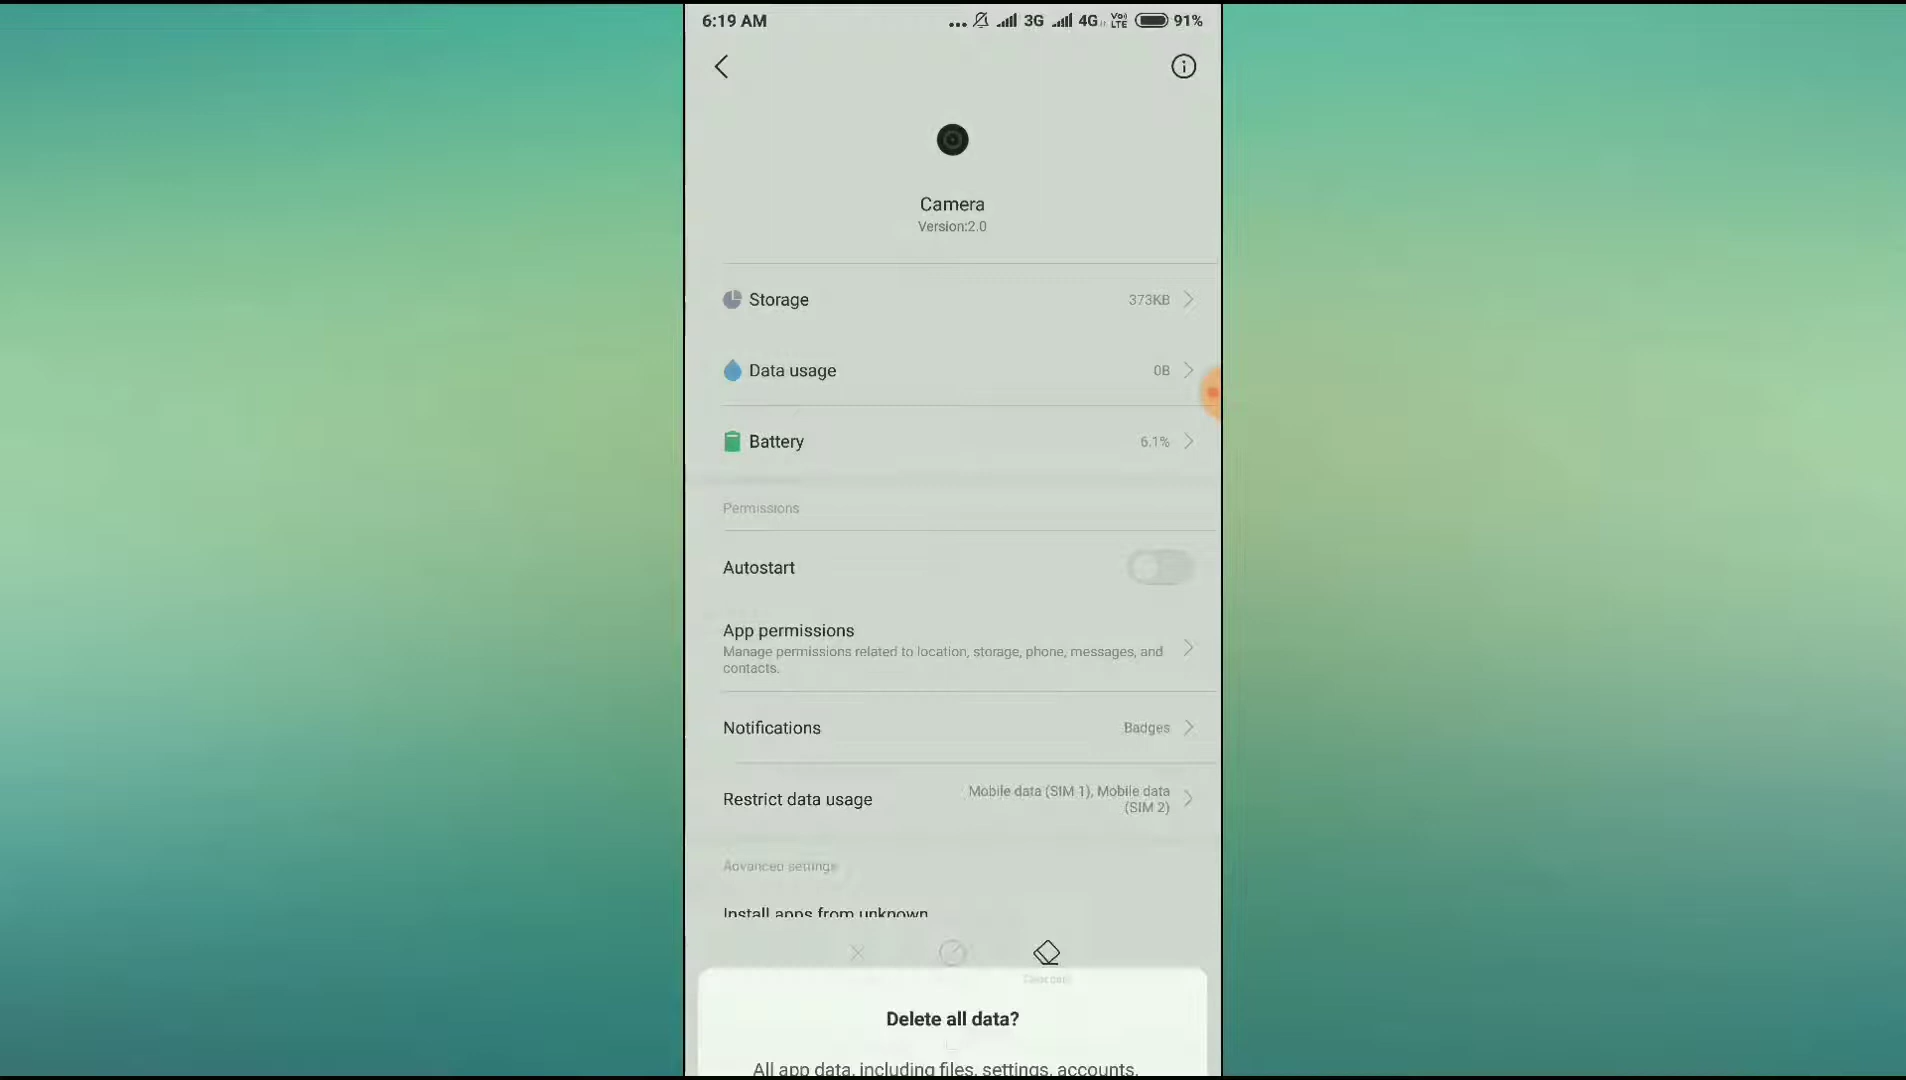 6:19 AM ... 3G 4G Vo) LTE 91%
Camera
Version:2.0
Storage 373KB
Data usage 0B
Battery 6.1%
Permissions
Autostart
App permissions
Manage permissions related to location, storage, phone, messages, and
contacts.
Notifications Badges
Restrict data usage Mobile data (SIM 1), Mobile data
(SIM 2)
Advanced settings
Install apps from unknown
Delete all data?
All app data, including files, settings, accounts,